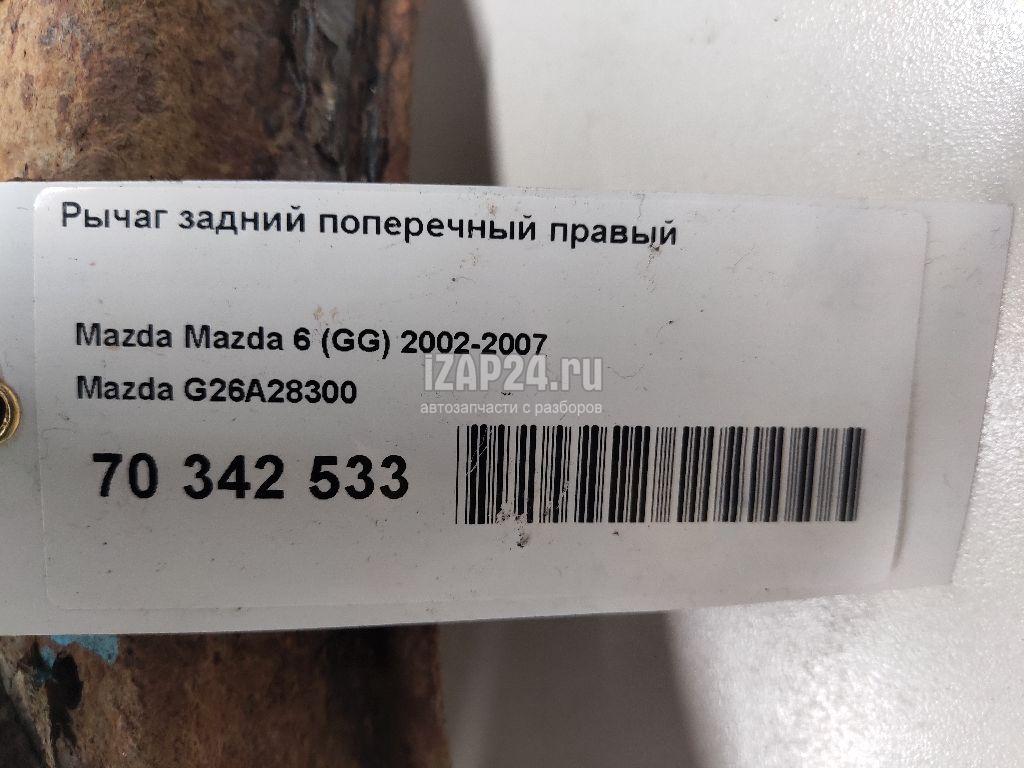 Рычаг задний поперечный правый
Mazda Mazda 6 (GG) 2002-2007
iZAP24.ru
Mazda G26A28300
автозапчасти с разборов
70 342 533